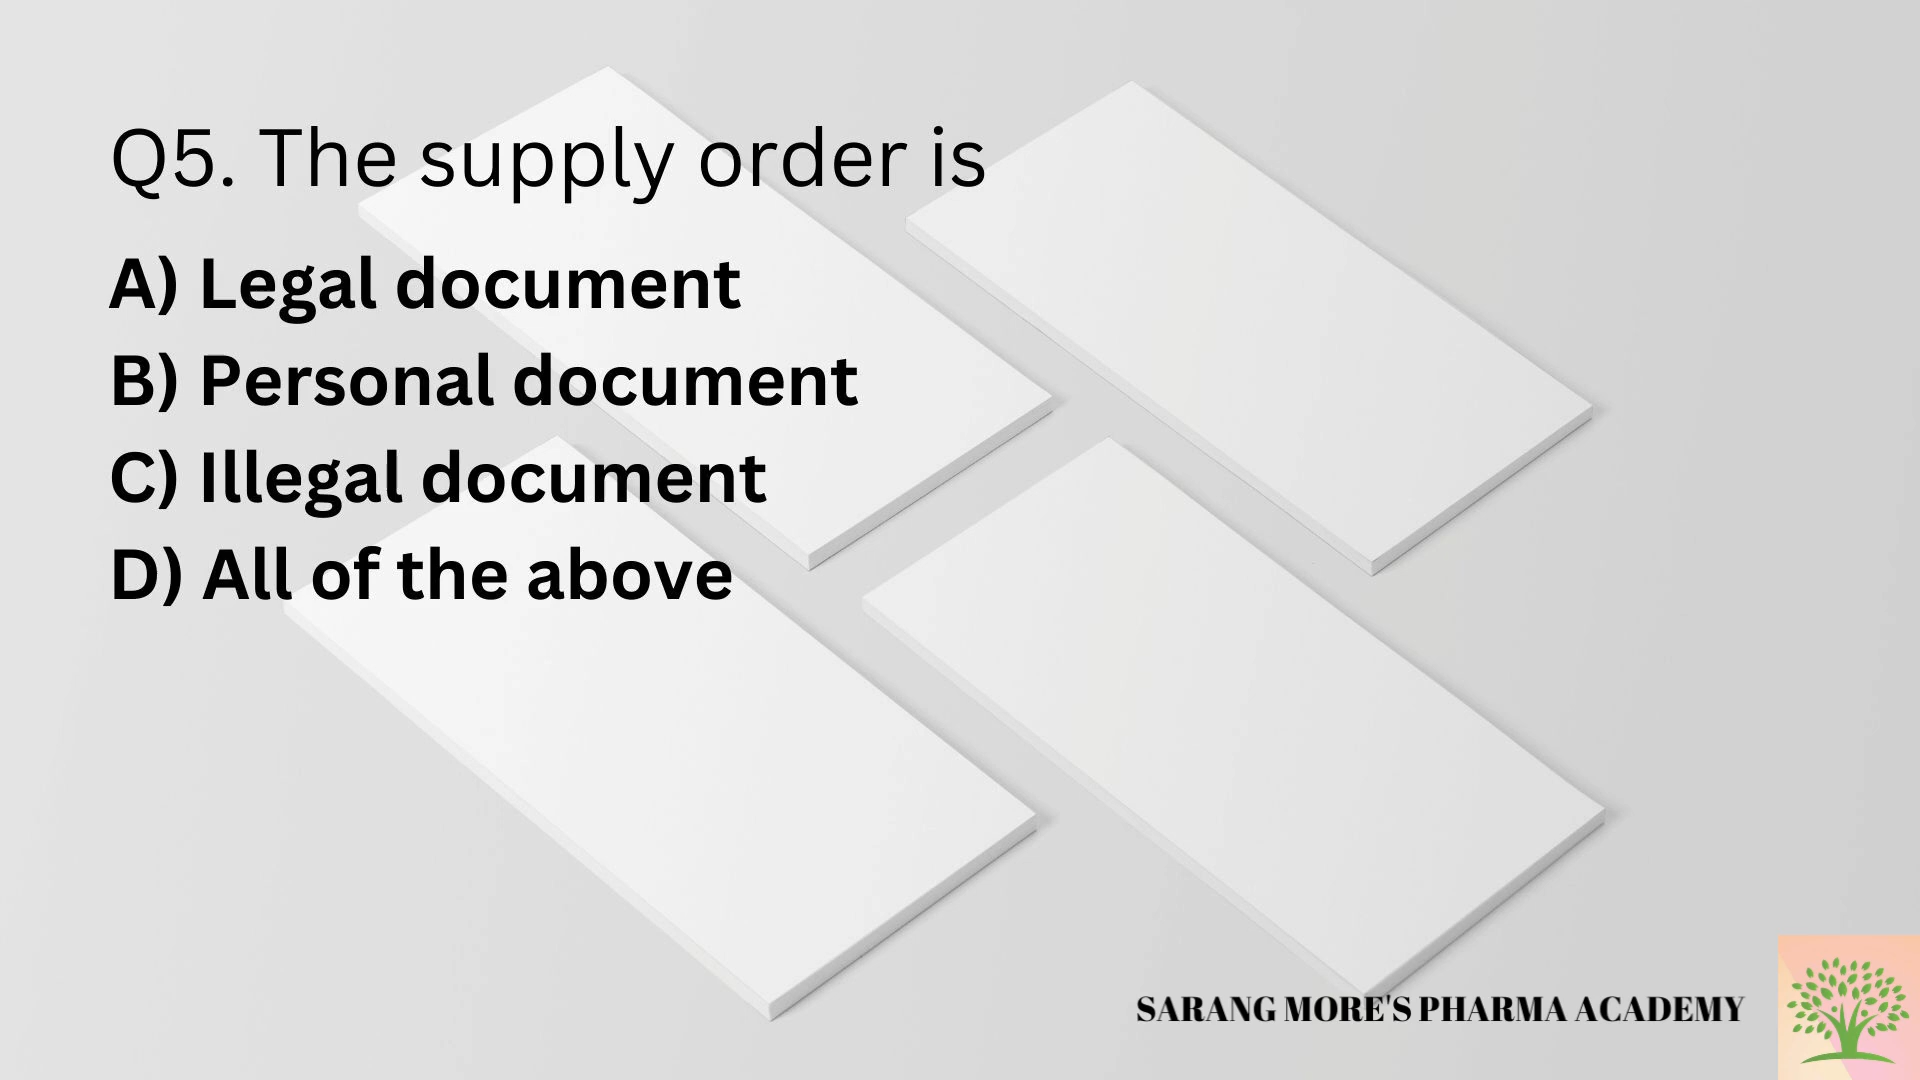 Q5. The supply order is
A) Legal document
B) Personal document
C) Illegal document
D) All of the above
SARANG MORE'S PHARMA ACADEMY